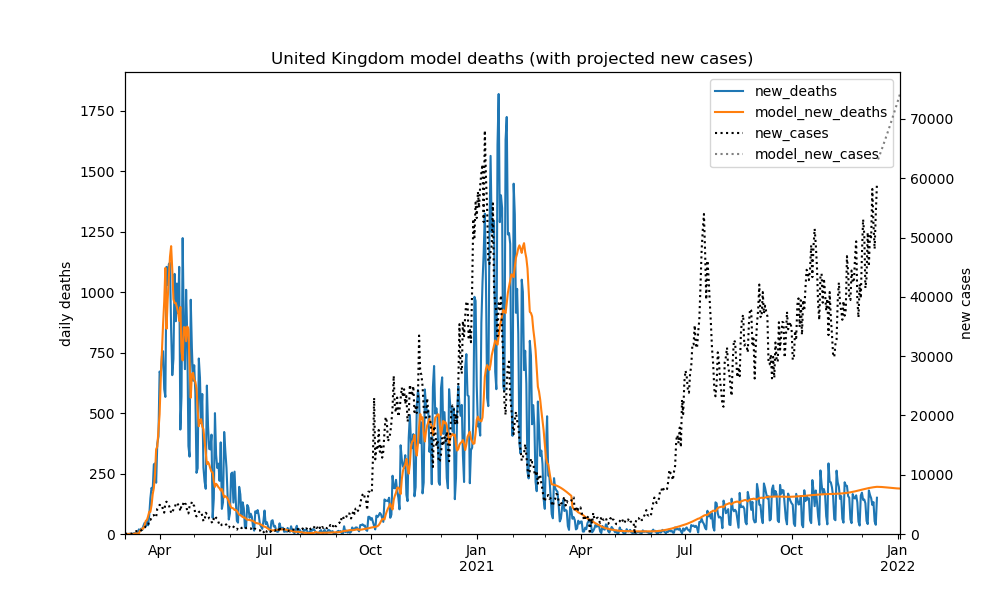 United Kingdom model deaths (with projected new cases)
new_deaths
model_new_deaths
new_cases
model_new_cases
daily deaths
1750
1500
1250
1000
750
500
250
0
new cases
70000
60000
50000
40000
30000
20000
10000
0
Apr
Jul
Oct
Jan
2021
Apr
Jul
Oct
Jan
2022